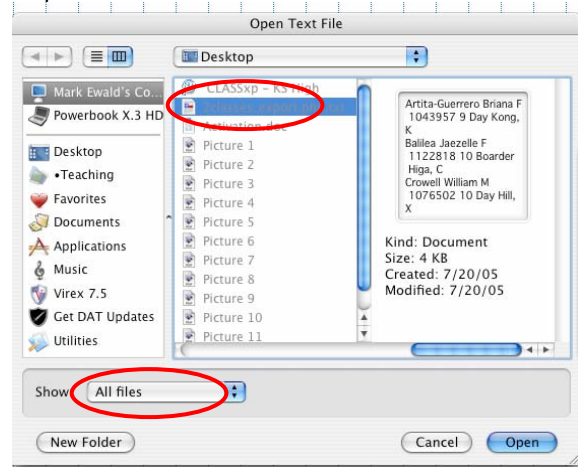 Open Text File
Desktop
Mark Ewald's Co...
Powerbook X.3 HD
Desktop
•Teaching
Favorites
Documents
Applications
Music
Virex 7.5
Get DAT Updates
Utilities
CLASSxp – KS High
Activation.doc
Picture 1
Picture 2
Picture 3
Picture 4
Picture 5
Picture 6
Picture 7
Picture 8
Picture 9
Picture 10
Picture 11
Artita-Guerrero Briana F
1043957 9 Day Kong,
K
Balilea Jaezelle F
1122818 10 Boarder
Higa, C
Crowell William M
1076502 10 Day Hill,
X
Kind: Document
Size: 4 KB
Created: 7/20/05
Modified: 7/20/05
Show: All files
New Folder
Cancel
Open